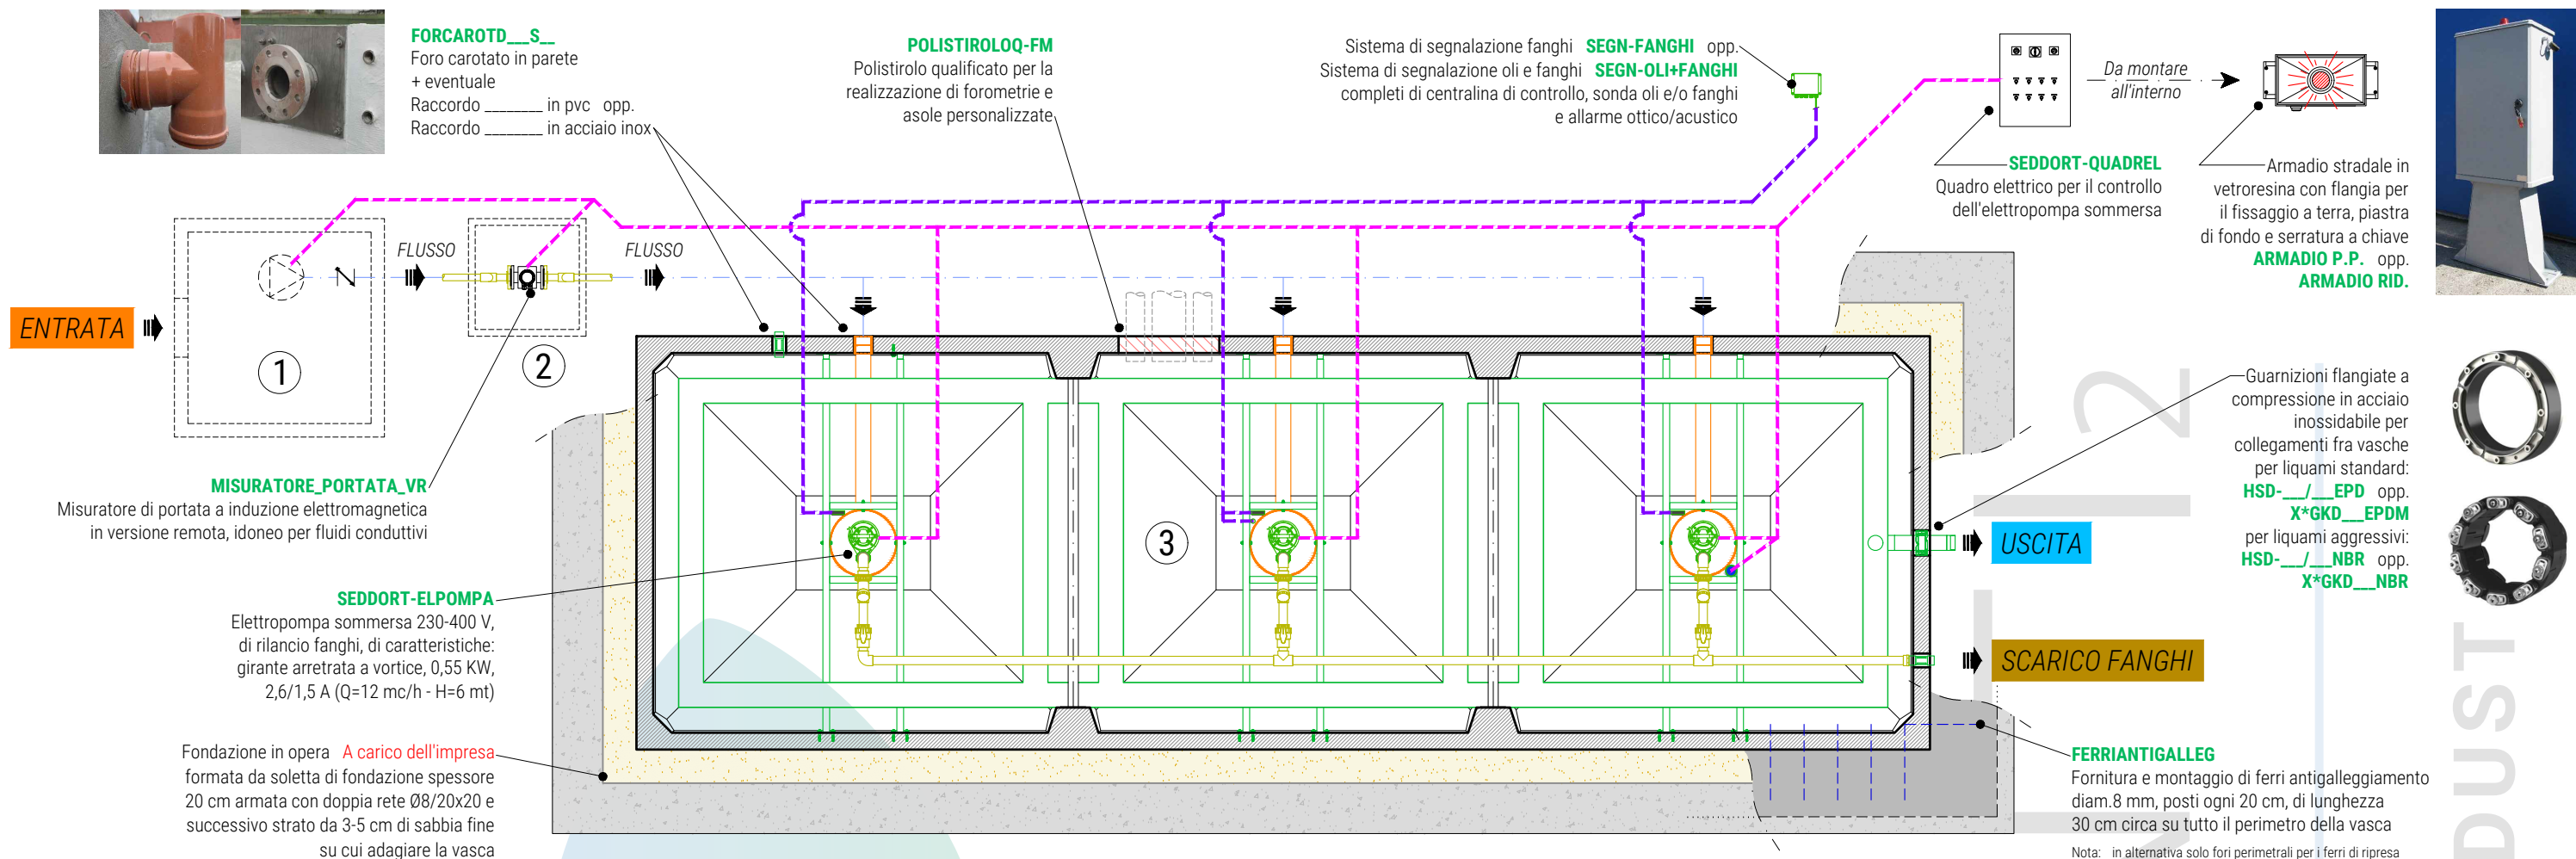 FORCAROTD___S__
Foro carotato in parete
+ eventuale
Raccordo _______ in pvc opp.
Raccordo _______ in acciaio inox
POLISTIROLOQ-FM
Polistirolo qualificato per la
realizzazione di forometrie e
asole personalizzate
Sistema di segnalazione fanghi SEGN-FANGHI opp.
Sistema di segnalazione oli e fanghi SEGN-OLI+FANGHI
completi di centralina di controllo, sonda oli e/o fanghi
e allarme ottico/acustico
Da montare
all'interno
SEDDORT-QUADREL
Quadro elettrico per il controllo
dell'elettropompa sommersa
Armadio stradale in
vetroresina con flangia per
il fissaggio a terra, piastra
di fondo e serratura a chiave
ARMADIO P.P. opp.
ARMADIO RID.
FLUSSO
FLUSSO
ENTRATA
1
2
3
MISURATORE_PORTATA_VR
Misuratore di portata a induzione elettromagnetica
in versione remota, idoneo per fluidi conduttivi
SEDDORT-ELPOMPA
Elettropompa sommersa 230-400 V,
di rilancio fanghi, di caratteristiche:
girante arretrata a vortice, 0,55 KW,
2,6/1,5 A (Q=12 mc/h - H=6 mt)
Fondazione in opera A carico dell'impresa
formata da soletta di fondazione spessore
20 cm armata con doppia rete Ø8/20x20 e
successivo strato da 3-5 cm di sabbia fine
su cui adagiare la vasca
Guarnizioni flangiate a
compressione in acciaio
inossidabile per
collegamenti fra vasche
per liquami standard:
HSD-___/___EPD opp.
X*GKD___EPDM
per liquami aggressivi:
HSD-___/___NBR opp.
X*GKD___NBR
USCITA
SCARICO FANGHI
FERRIANTIGALLEG
Fornitura e montaggio di ferri antigalleggiamento
diam.8 mm, posti ogni 20 cm, di lunghezza
30 cm circa su tutto il perimetro della vasca
Nota: in alternativa solo fori perimetrali per i ferri di ripresa
DUST